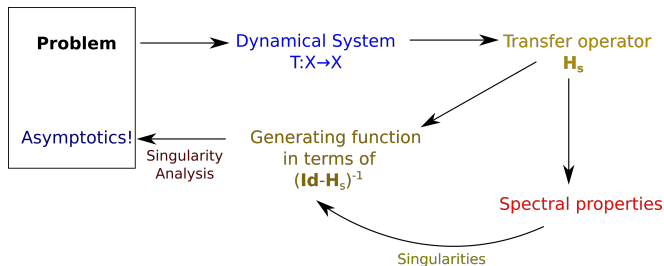 Problem
Dynamical System
T:X→X
Transfer operator
Hₛ
Asymptotics!
Singularity
Analysis
Generating function
in terms of
(Id-Hₛ)⁻¹
Spectral properties
Singularities